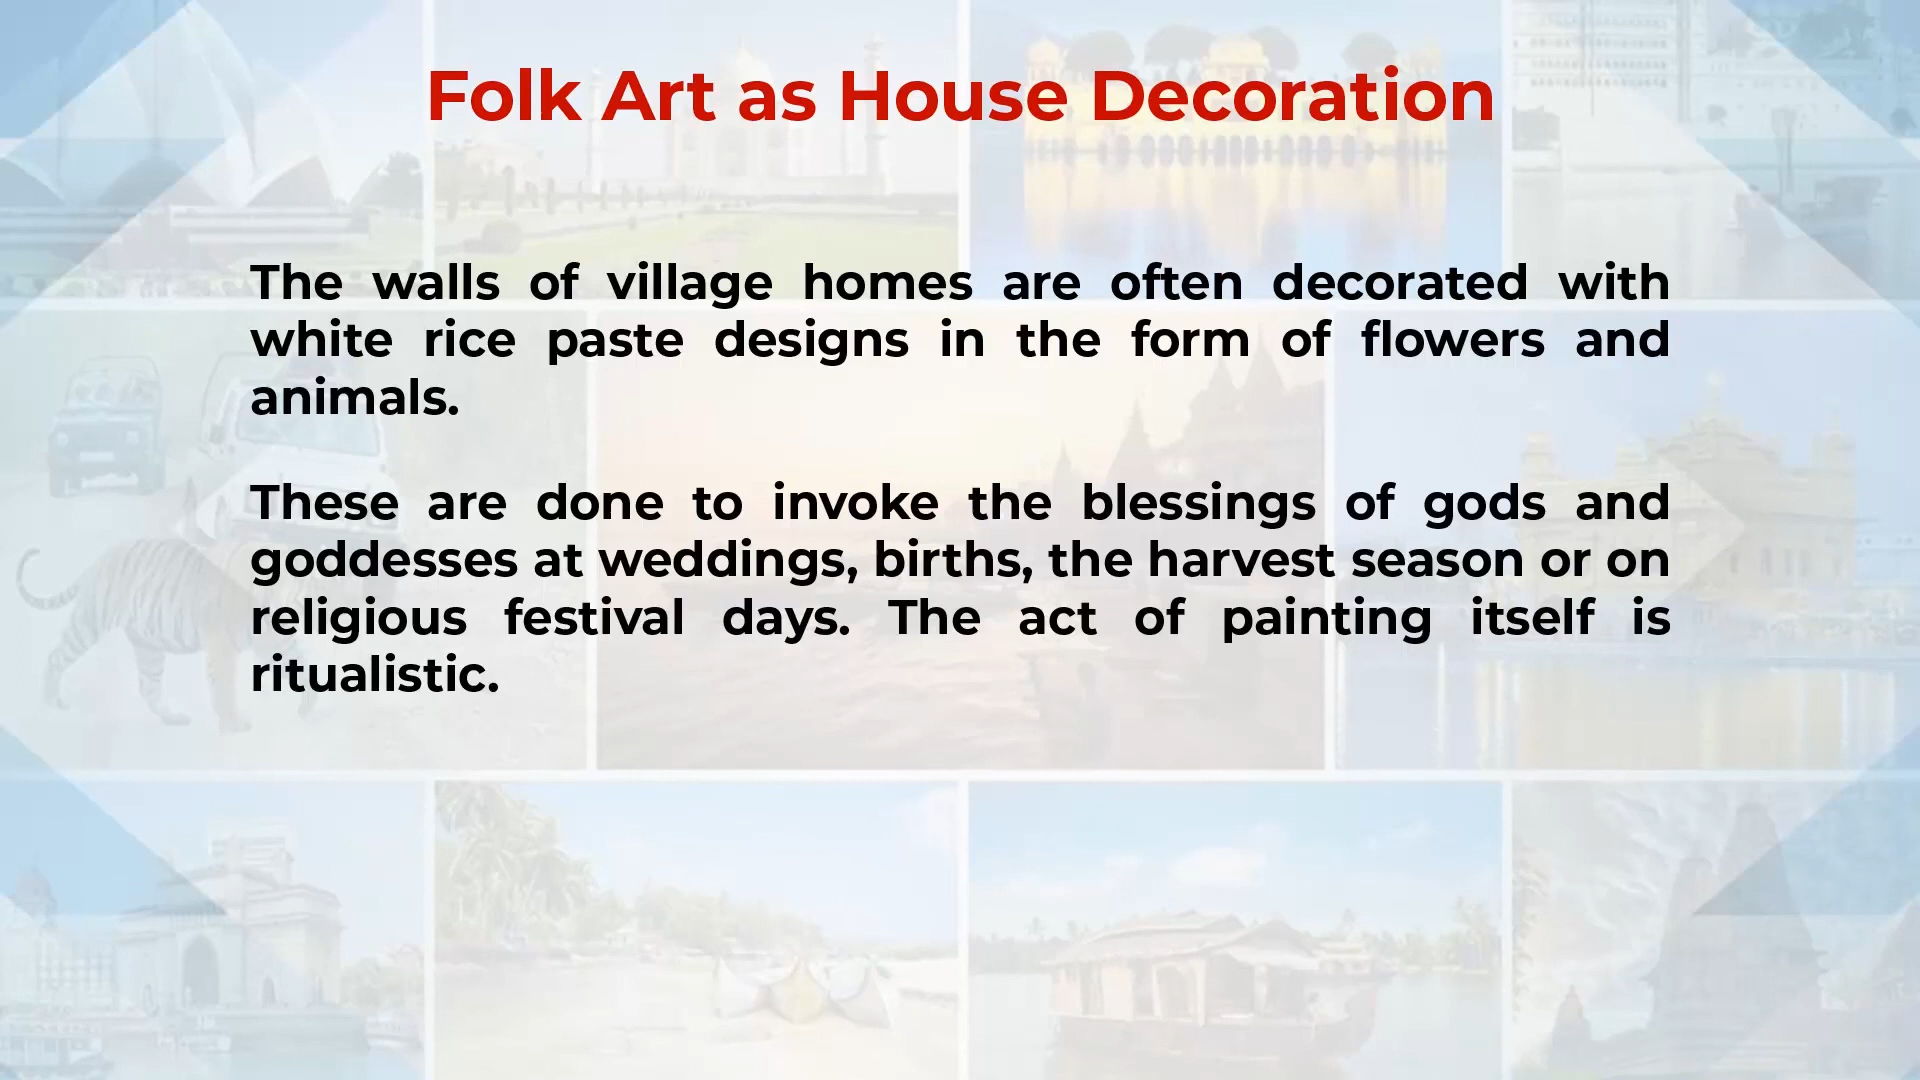 Folk Art as House Decoration
The walls of village homes are often decorated with
white rice paste designs in the form of flowers and
animals.
These are done to invoke the blessings of gods and
goddesses at weddings, births, the harvest season or on
religious festival days. The act of painting itself is
ritualistic.